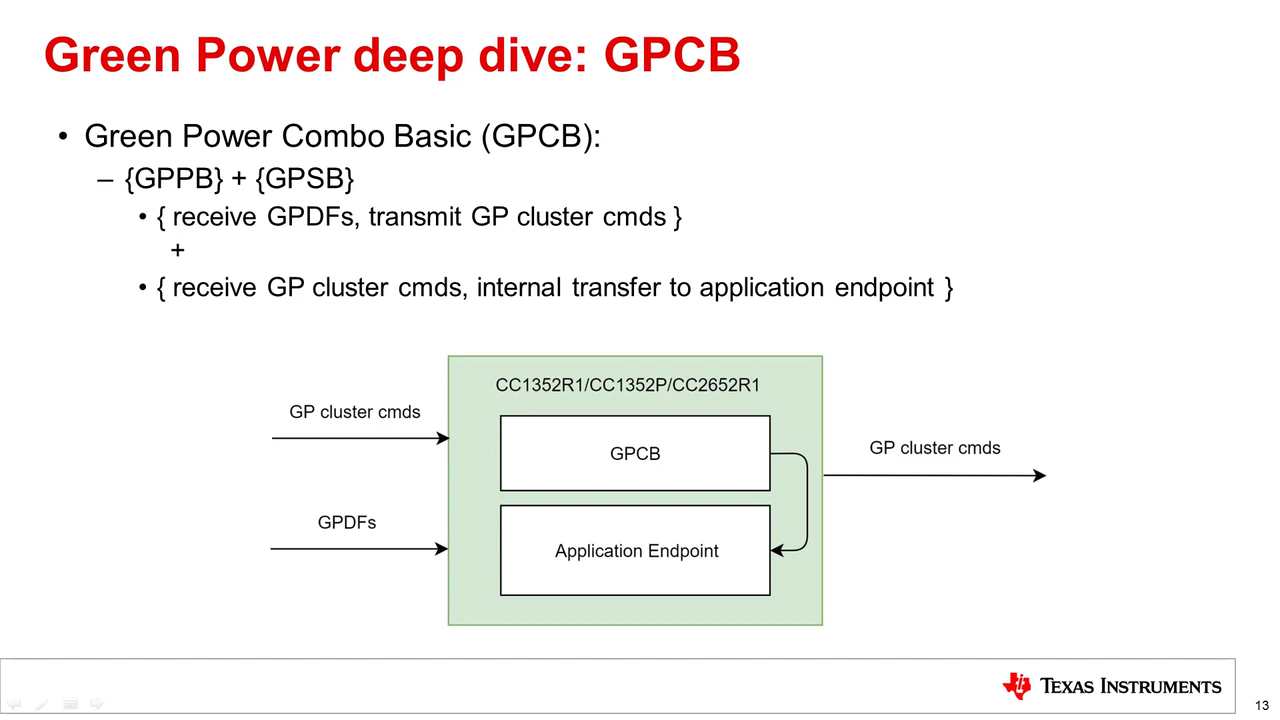 Green Power deep dive: GPCB
• Green Power Combo Basic (GPCB):
– {GPPB} + {GPSB}
• { receive GPDFs, transmit GP cluster cmds }
+
• { receive GP cluster cmds, internal transfer to application endpoint }
CC1352R1/CC1352P/CC2652R1
GP cluster cmds
GPCB
GP cluster cmds
GPDFs
Application Endpoint
TEXAS INSTRUMENTS
13